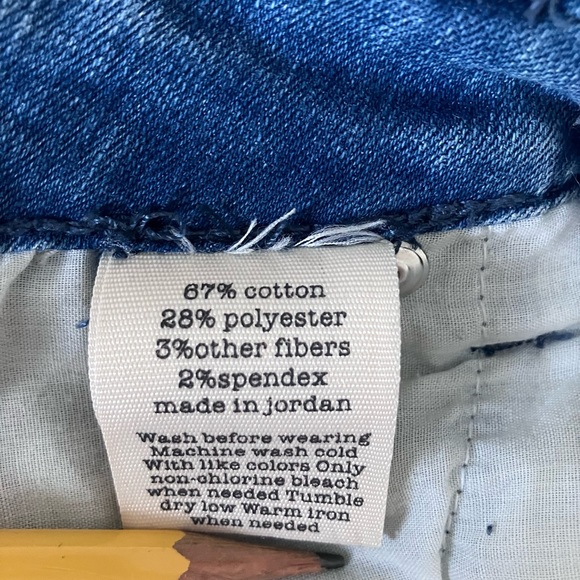 67% cotton
28% polyester
3%other fibers
2%spendex
made in jordan
Wash before wearing
Machine wash cold
With like colors Only
non-chlorine bleach
when needed Tumble
dry low Warm iron
when needed